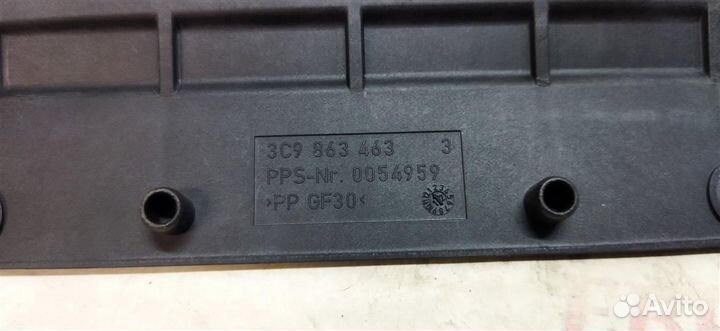 3C9 863 463 3
PPS-Nr. 0054959
>PP GF30<
Avito